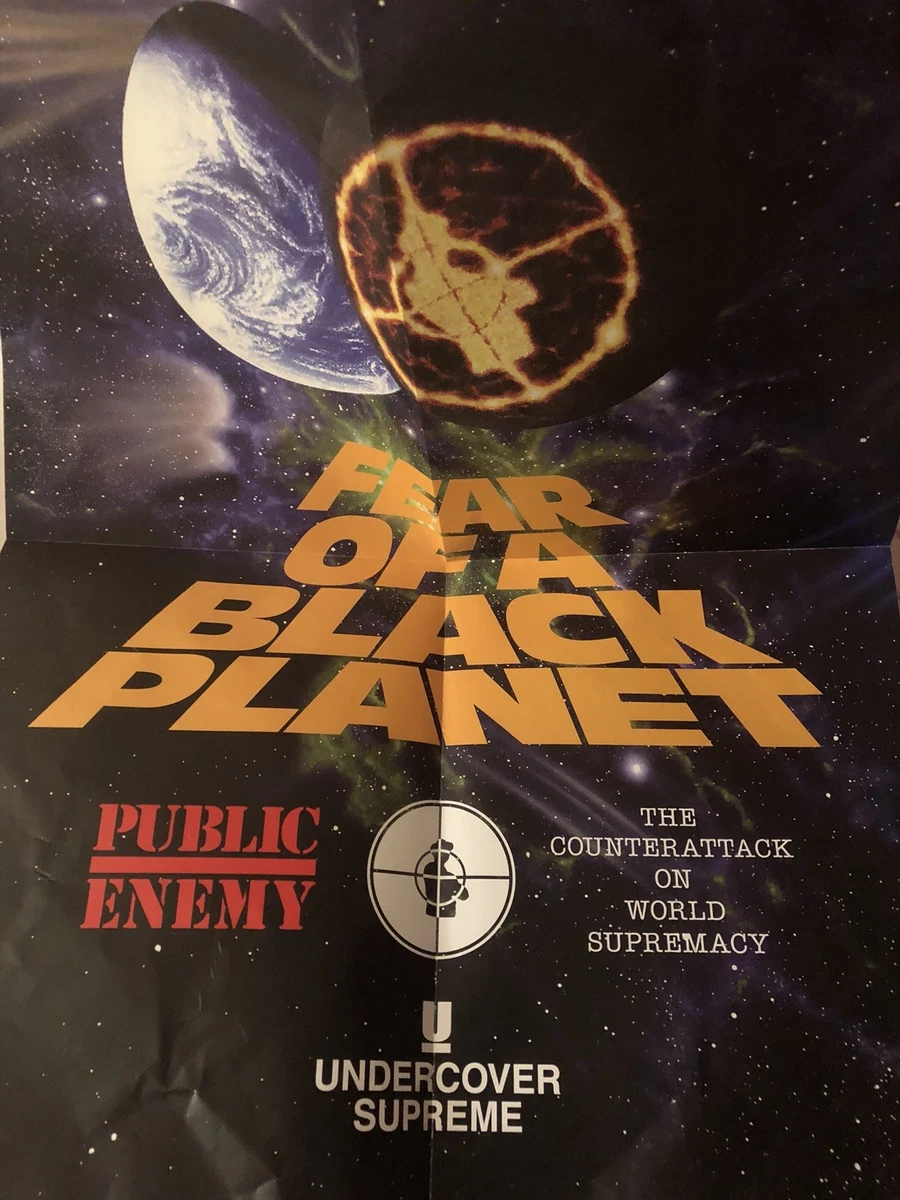 FEAR
OF A
BLACK
PLANET
PUBLIC
ENEMY
THE
COUNTERATTACK
ON
WORLD
SUPREMACY
U
UNDERCOVER
SUPREME